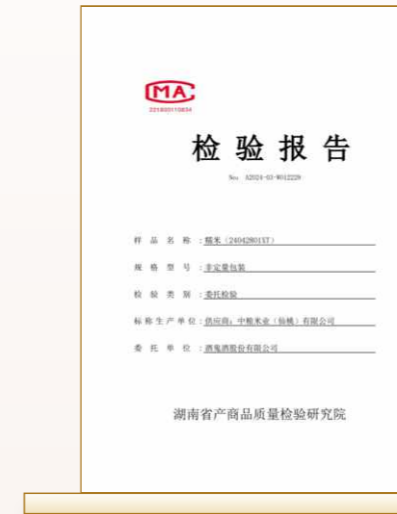 MA
检验报告
样品名称：糯米（24042801XT）
规格型号：非定量包装
检验类别：委托检验
标称生产单位：供应商：中粮米业（仙桃）有限公司
委托单位：酒鬼酒股份有限公司
湖南省产商品质量检验研究院